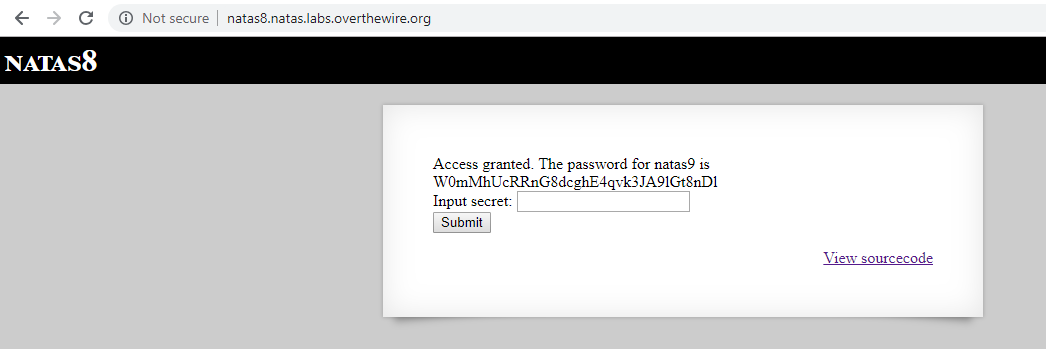 Not secure | natas8.natas.labs.overthewire.org
NATAS8
Access granted. The password for natas9 is
W0mMhUcRRnG8dcghE4qvk3JA9lGt8nDl
Input secret:
Submit
View sourcecode